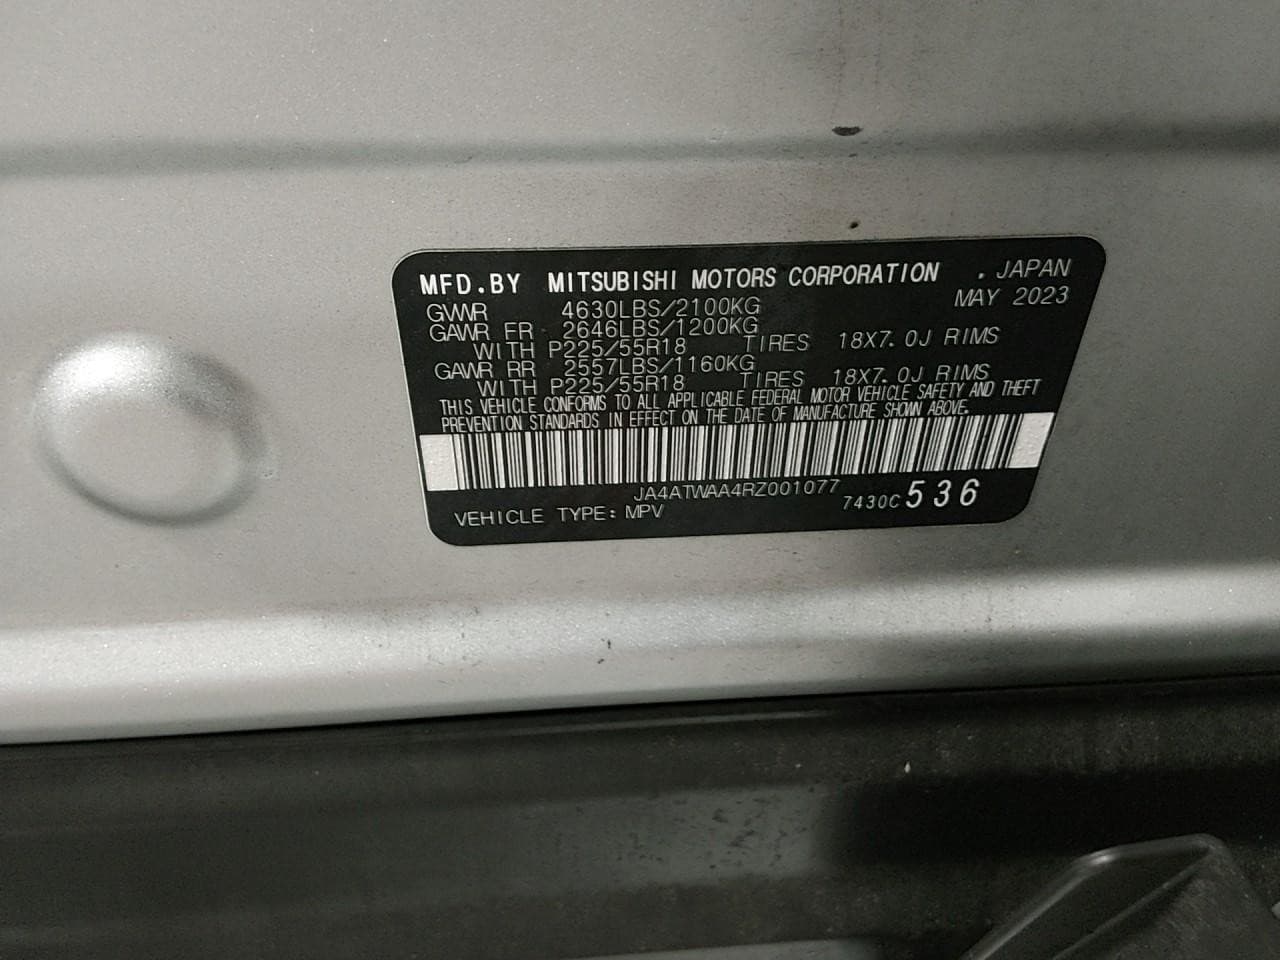 MFD.BY MITSUBISHI MOTORS CORPORATION . JAPAN
MAY 2023
GVWR 4630LBS/2100KG
GAWR FR 2646LBS/1200KG
WITH P225/55R18 TIRES 18X7.0J RIMS
GAWR RR 2557LBS/1160KG
WITH P225/55R18 TIRES 18X7.0J RIMS
THIS VEHICLE CONFORMS TO ALL APPLICABLE FEDERAL MOTOR VEHICLE SAFETY AND THEFT
PREVENTION STANDARDS IN EFFECT ON THE DATE OF MANUFACTURE SHOWN ABOVE.
JA4ATWAA4RZ001077
VEHICLE TYPE: MPV 7430C 536